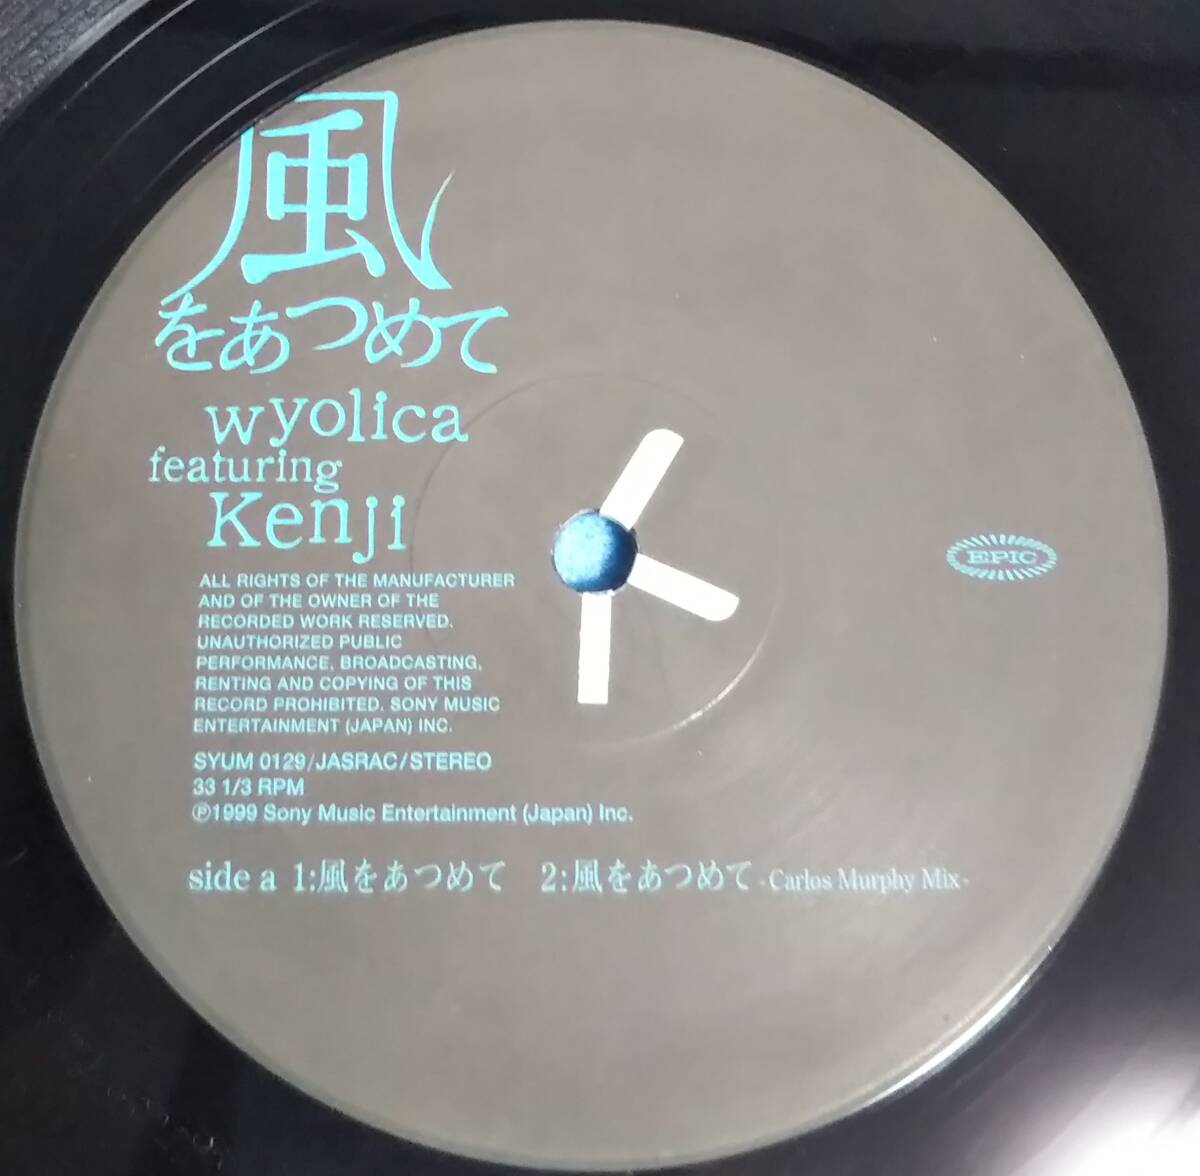 風
をあつめて
wyolica
featuring
Kenji
ALL RIGHTS OF THE MANUFACTURER
AND OF THE OWNER OF THE
RECORDED WORK RESERVED.
UNAUTHORIZED PUBLIC
PERFORMANCE, BROADCASTING,
RENTING AND COPYING OF THIS
RECORD PROHIBITED. SONY MUSIC
ENTERTAINMENT (JAPAN) INC.
SYUM 0129/JASRAC/STEREO
33 1/3 RPM
Ⓟ1999 Sony Music Entertainment (Japan) Inc.
side a 1:風をあつめて 2:風をあつめて -Carlos Murphy Mix-
EPIC